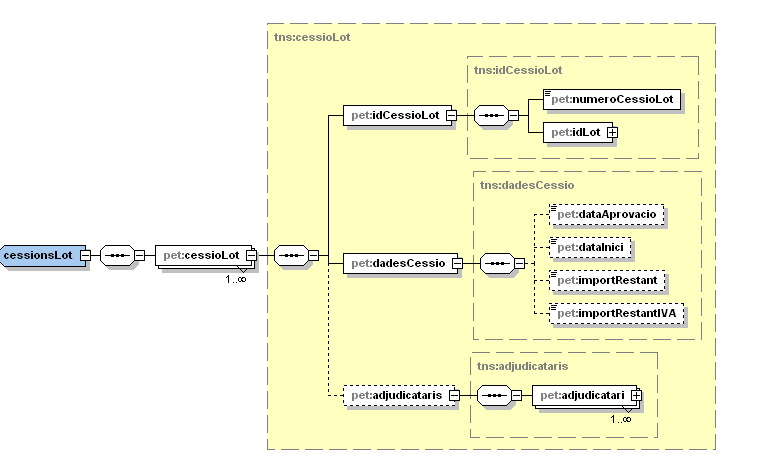 tns:cessioLot
tns:idCessioLot
pet:numeroCessioLot
pet:idCessioLot
pet:idLot
tns:dadesCessio
pet:dataAprovacio
pet:dataInici
cessionsLot
pet:cessioLot
1..∞
pet:dadesCessio
pet:importRestant
pet:importRestantIVA
tns:adjudicataris
pet:adjudicataris
pet:adjudicatari
1..∞